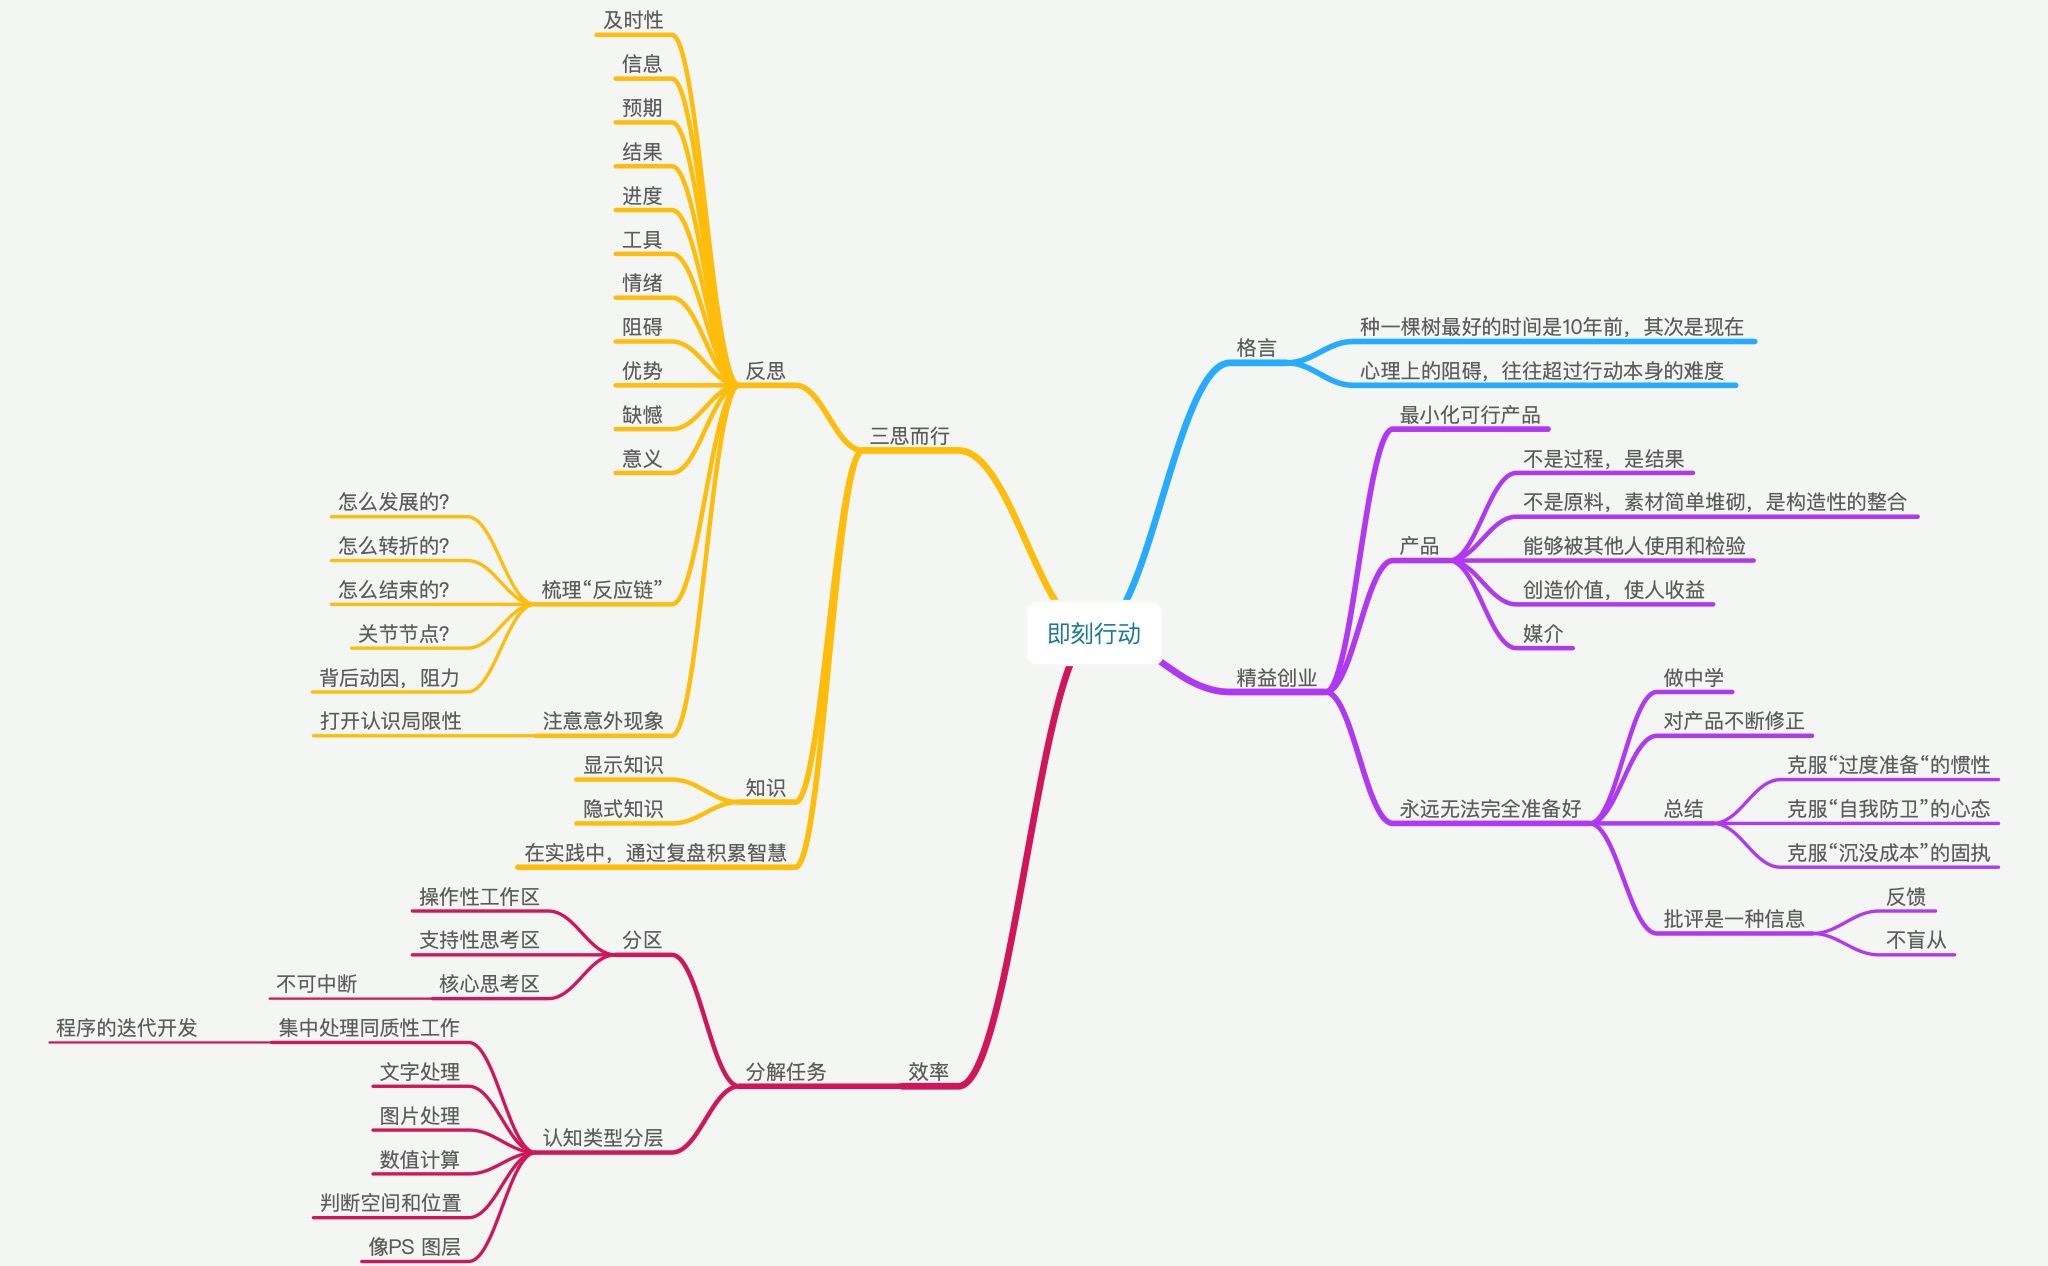 即刻行动
格言
种一棵树最好的时间是10年前，其次是现在
心理上的阻碍，往往超过行动本身的难度
精益创业
最小化可行产品
产品
不是过程，是结果
不是原料，素材简单堆砌，是构造性的整合
能够被其他人使用和检验
创造价值，使人收益
媒介
永远无法完全准备好
做中学
对产品不断修正
总结
克服“过度准备“的惯性
克服“自我防卫”的心态
克服“沉没成本”的固执
批评是一种信息
反馈
不盲从
三思而行
反思
及时性
信息
预期
结果
进度
工具
情绪
阻碍
优势
缺憾
意义
梳理“反应链”
怎么发展的?
怎么转折的?
怎么结束的?
关节节点?
背后动因，阻力
注意意外现象
打开认识局限性
知识
显示知识
隐式知识
在实践中，通过复盘积累智慧
效率
分解任务
分区
操作性工作区
支持性思考区
核心思考区
不可中断
认知类型分层
集中处理同质性工作
程序的迭代开发
文字处理
图片处理
数值计算
判断空间和位置
像PS 图层